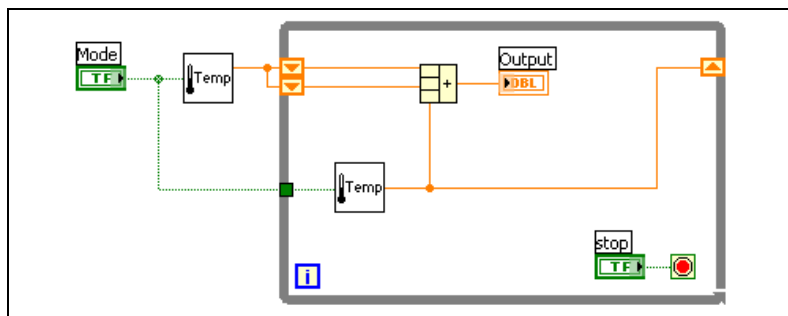 Mode
TF
Temp
+
Output
DBL
Temp
stop
TF
i